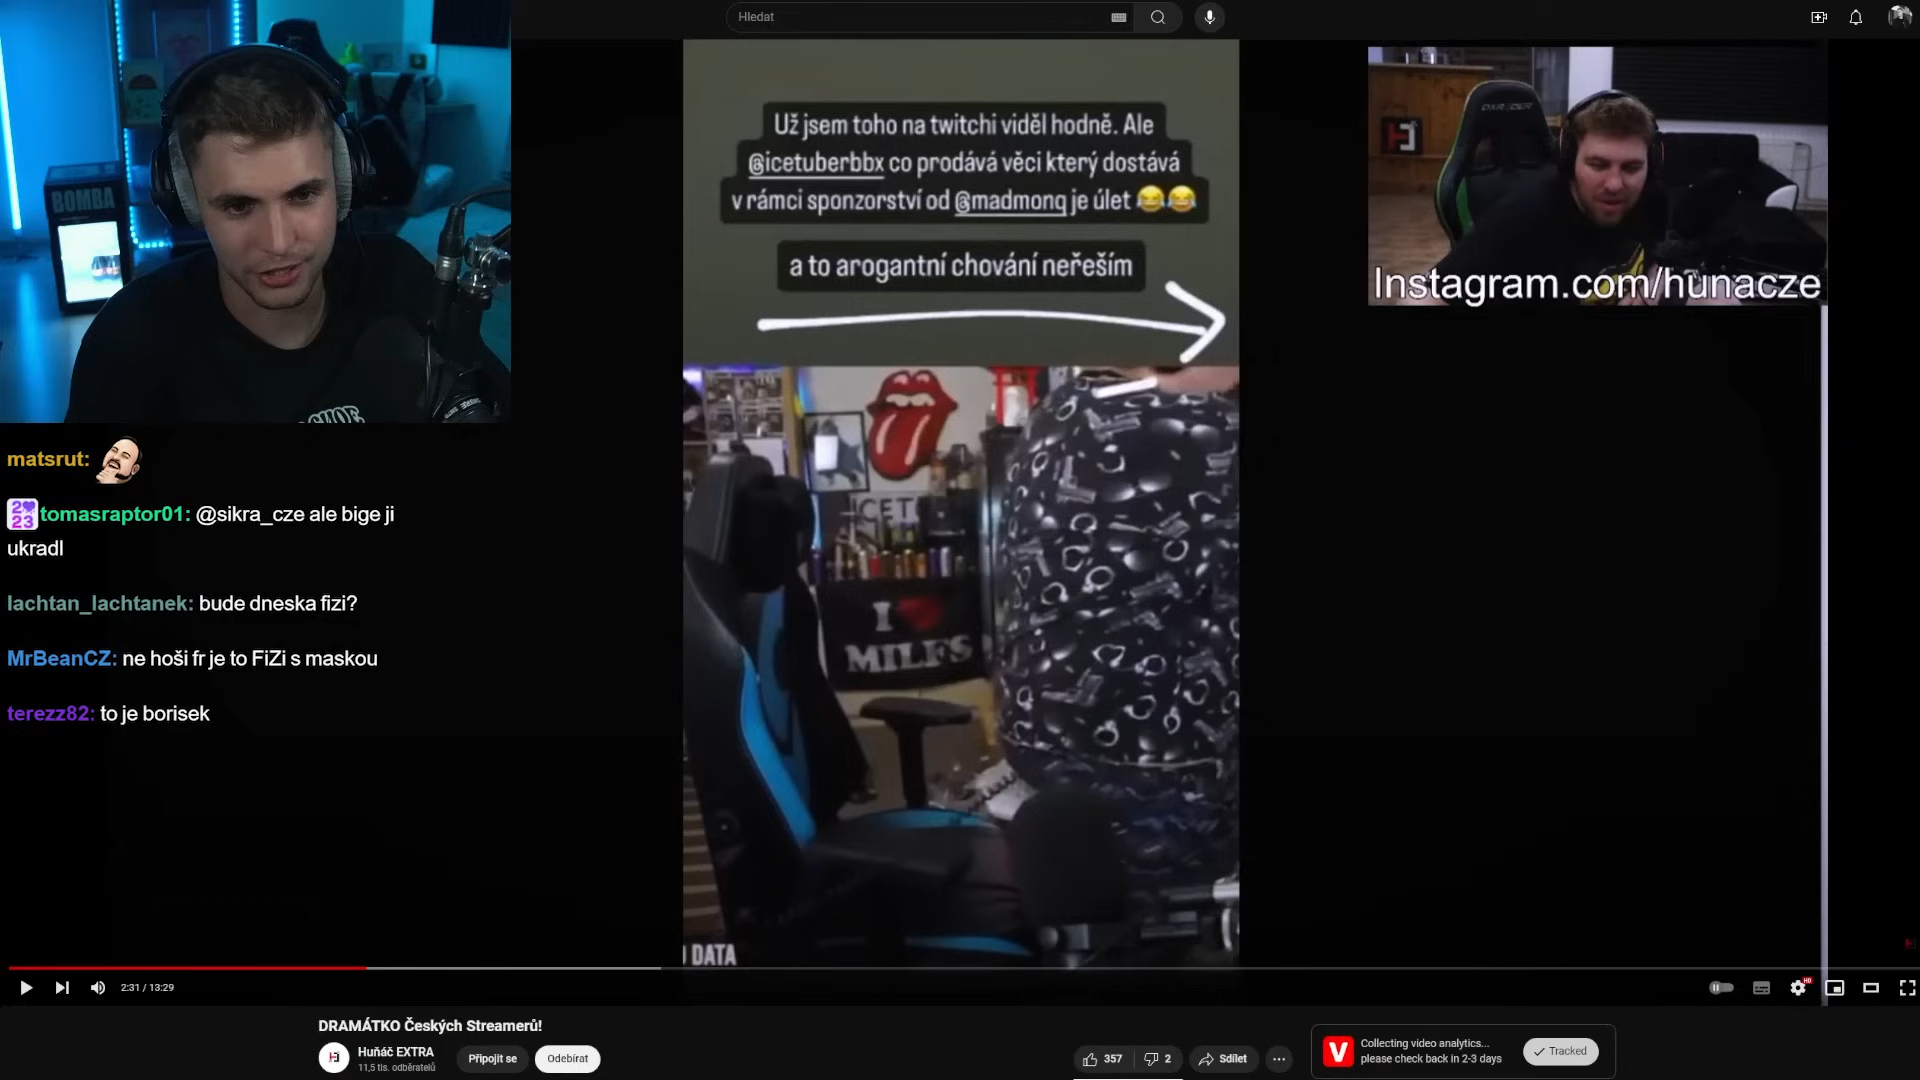 Hledat
BOMBA
Už jsem toho na twitchi viděl hodně. Ale
@icetuberbbx co prodává věci který dostává
v rámci sponzorství od @madmonq je úlet 😂😂
a to arogantní chování neřeším
DXRACER
Instagram.com/hunacze
matsrut:
2023
tomasraptor01: @sikra_cze ale bige ji
ukradl
lachtan_lachtanek: bude dneska fizi?
MrBeanCZ: ne hoši fr je to FiZi s maskou
terezz82: to je borisek
I
MILFS
DATA
2:31 / 13:29
HD
DRAMÁTKO Českých Streamerů!
Huňáč EXTRA
11,5 tis. odběratelů
Připojit se
Odebírat
357
2
Sdílet
V
Collecting video analytics...
please check back in 2-3 days
Tracked